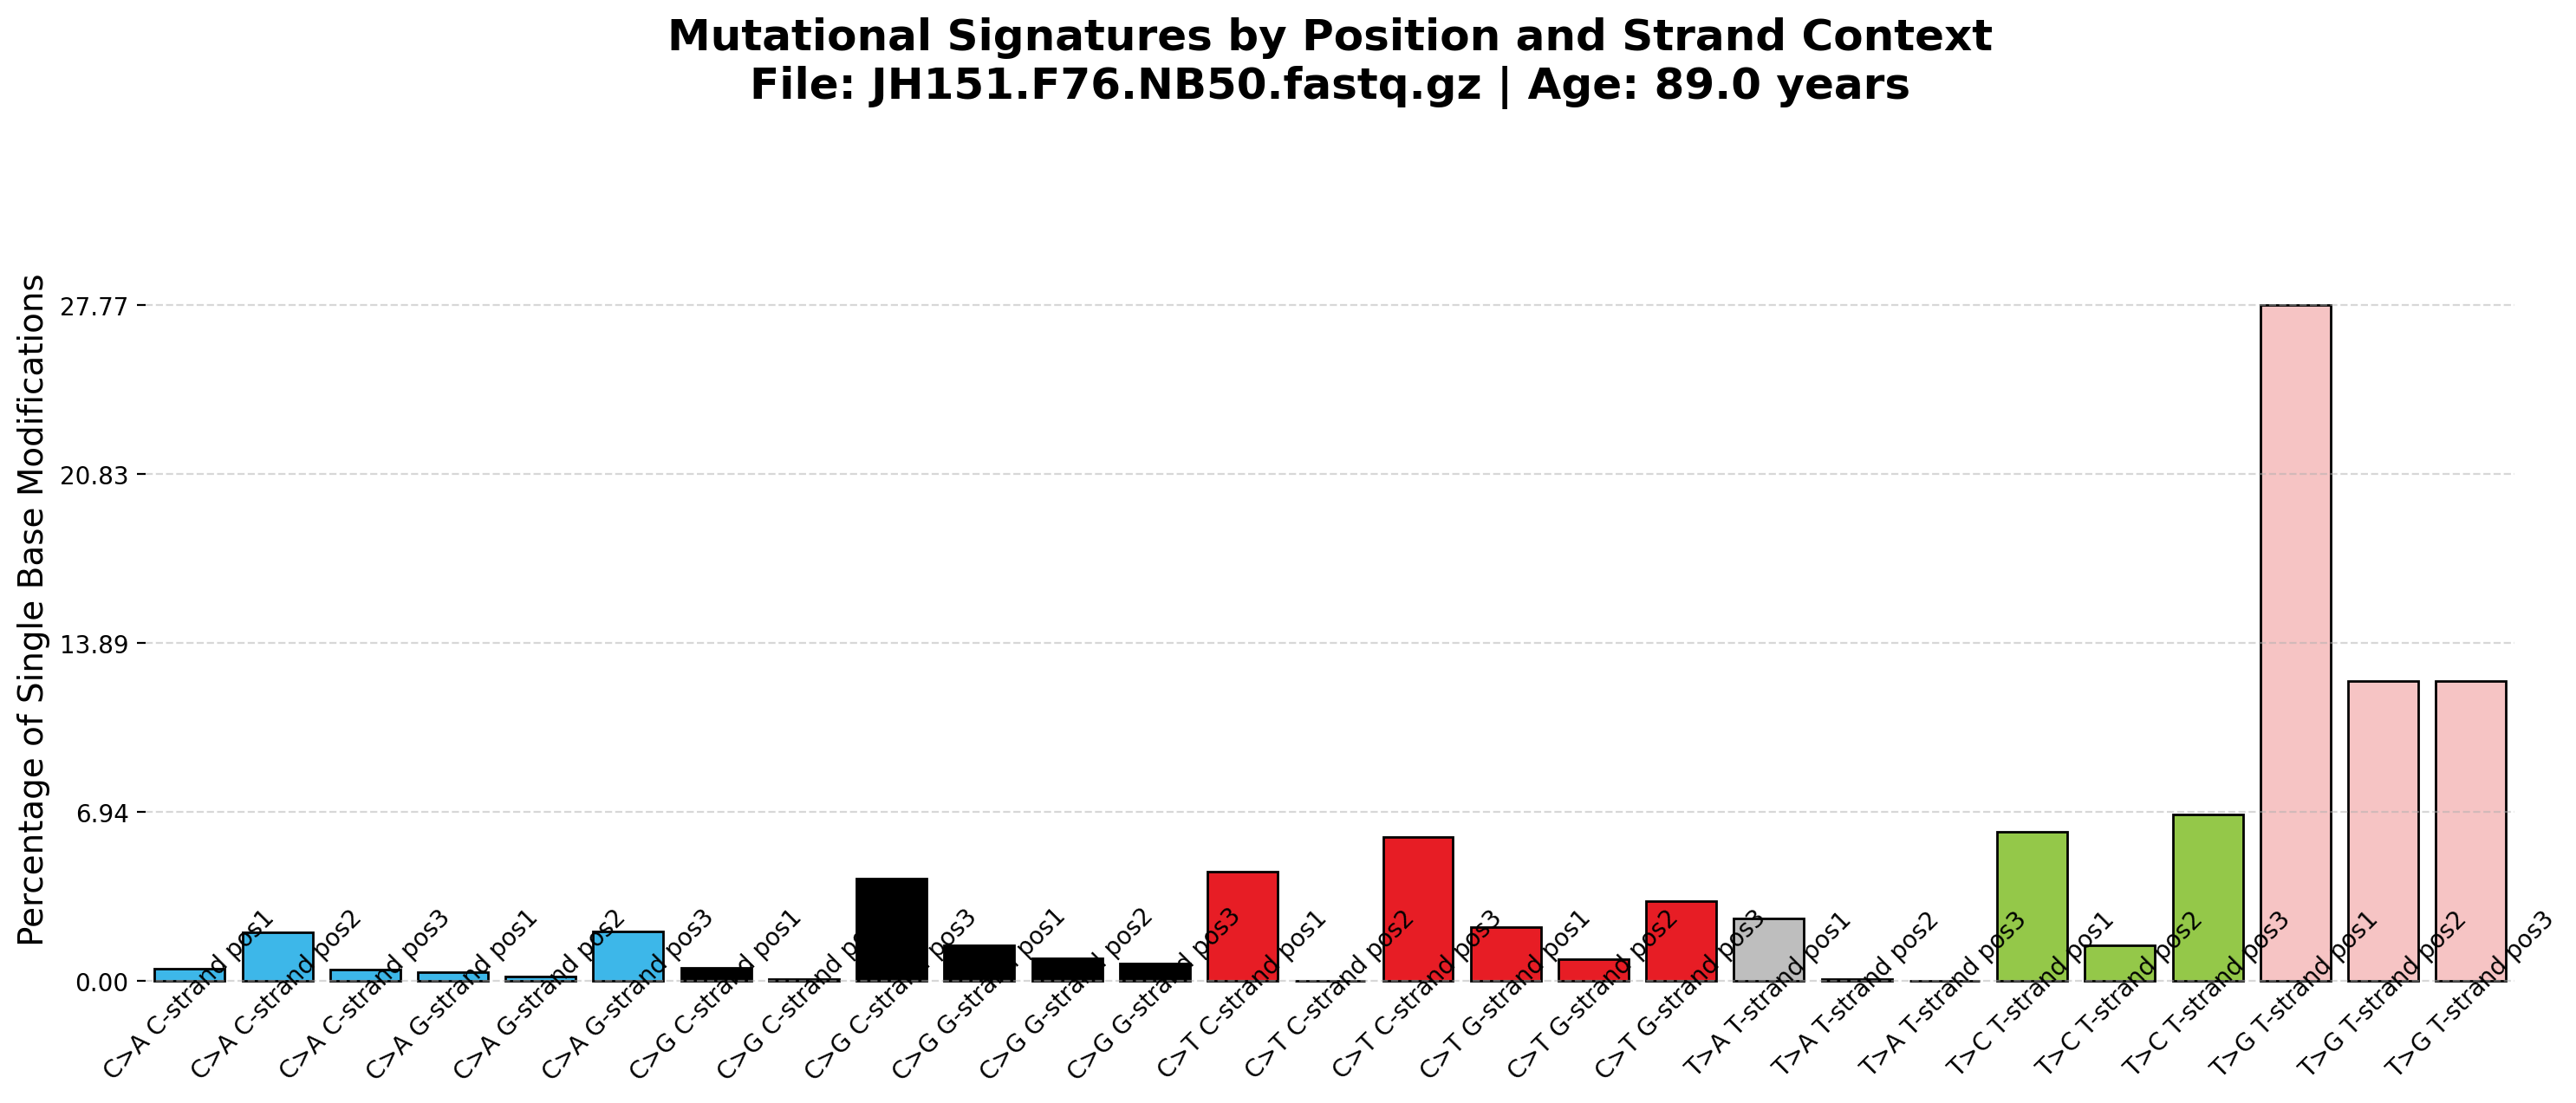 Mutational Signatures by Position and Strand Context
File: JH151.F76.NB50.fastq.gz | Age: 89.0 years
Percentage of Single Base Modifications
27.77
20.83
13.89
6.94
0.00
C>A C-strand pos1
C>A C-strand pos2
C>A C-strand pos3
C>A G-strand pos1
C>A G-strand pos2
C>A G-strand pos3
C>G C-strand pos1
C>G C-strand pos2
C>G C-strand pos3
C>G G-strand pos1
C>G G-strand pos2
C>G G-strand pos3
C>T C-strand pos1
C>T C-strand pos2
C>T C-strand pos3
C>T G-strand pos1
C>T G-strand pos2
C>T G-strand pos3
T>A T-strand pos1
T>A T-strand pos2
T>A T-strand pos3
T>C T-strand pos1
T>C T-strand pos2
T>C T-strand pos3
T>G T-strand pos1
T>G T-strand pos2
T>G T-strand pos3